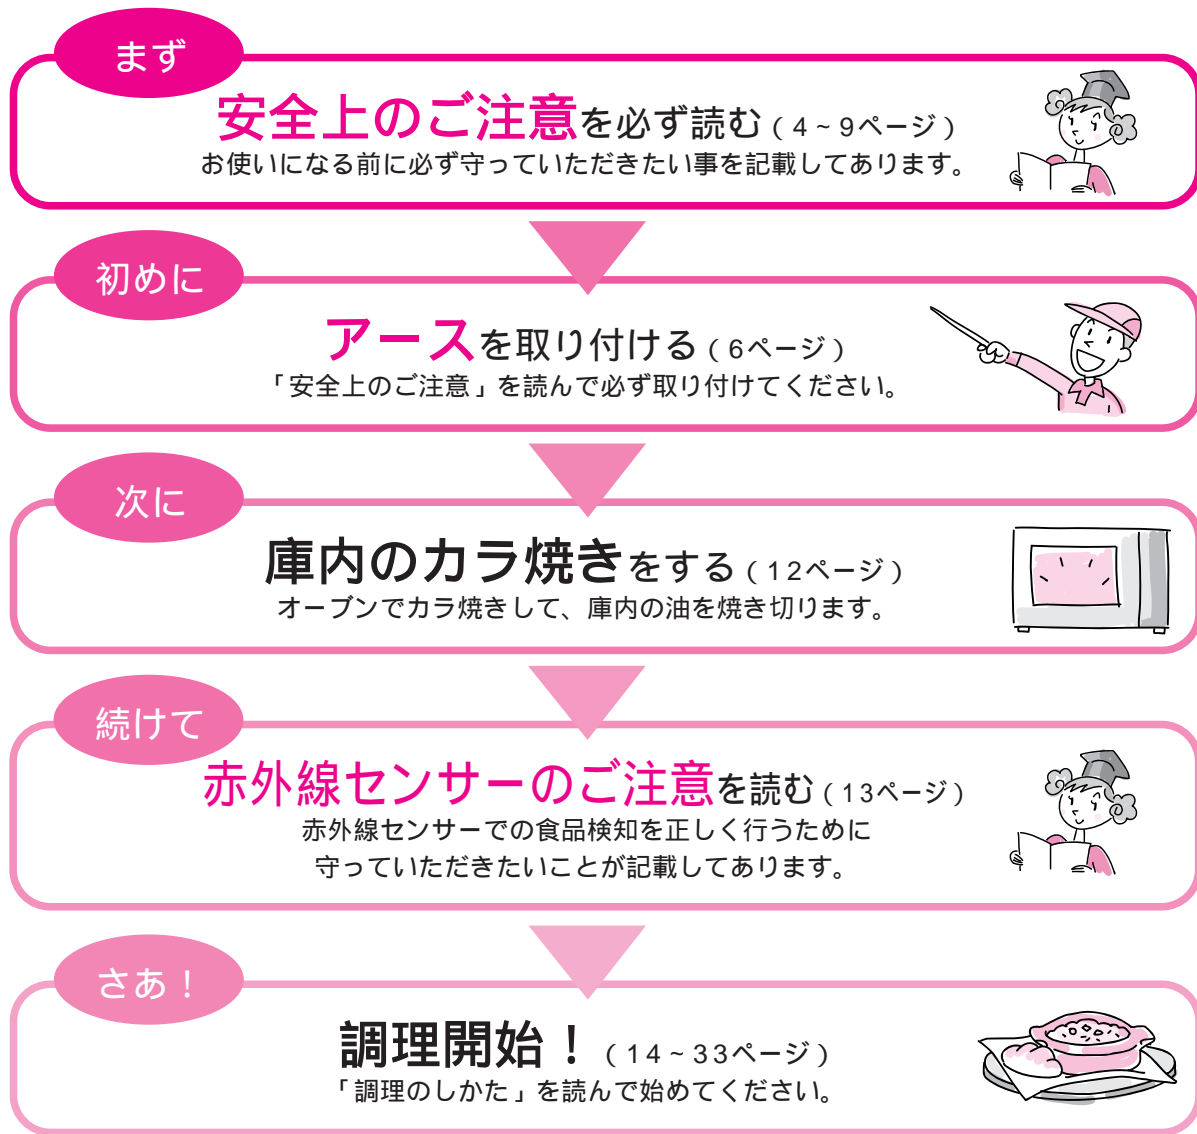 まず
安全上のご注意を必ず読む（4～9ページ）
お使いになる前に必ず守っていただきたい事を記載してあります。
初めに
アースを取り付ける（6ページ）
「安全上のご注意」を読んで必ず取り付けてください。
次に
庫内のカラ焼きをする（12ページ）
オーブンでカラ焼きして、庫内の油を焼き切ります。
続けて
赤外線センサーのご注意を読む（13ページ）
赤外線センサーでの食品検知を正しく行うために
守っていただきたいことが記載してあります。
さあ！
調理開始！（14～33ページ）
「調理のしかた」を読んで始めてください。